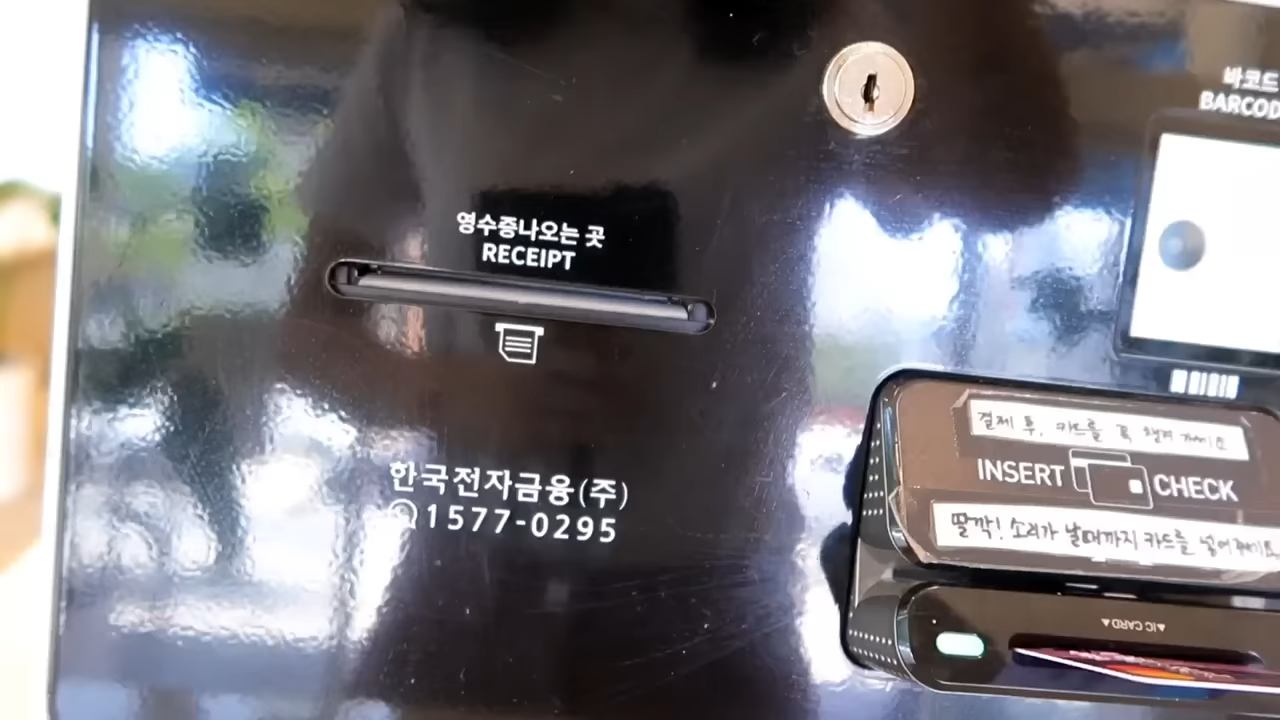 바코드
BARCOD
영수증나오는 곳
RECEIPT
결제 후, 카드를 꼭 챙겨 가세요
INSERT CHECK
한국전자금융(주)
1577-0295
딸깍! 소리가 날때까지 카드를 넣어주세요
▲IC CARD▲